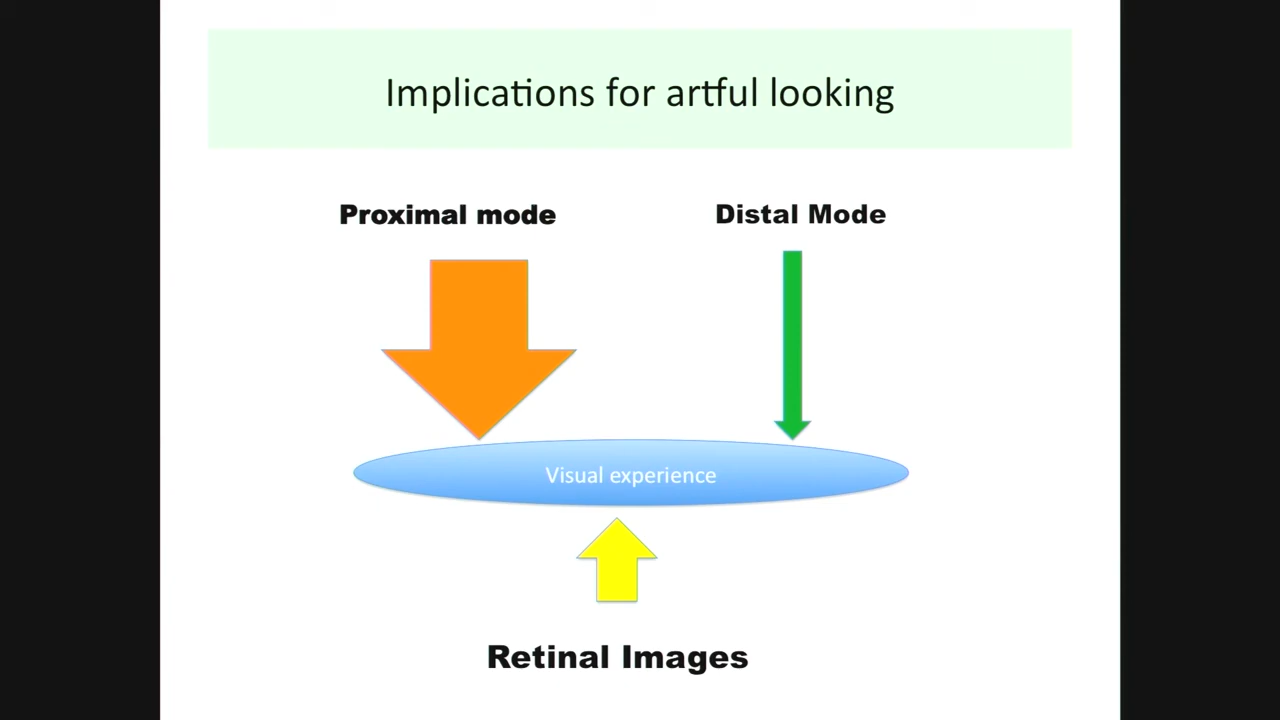 Implications for artful looking
Proximal mode
Distal Mode
Visual experience
Retinal Images